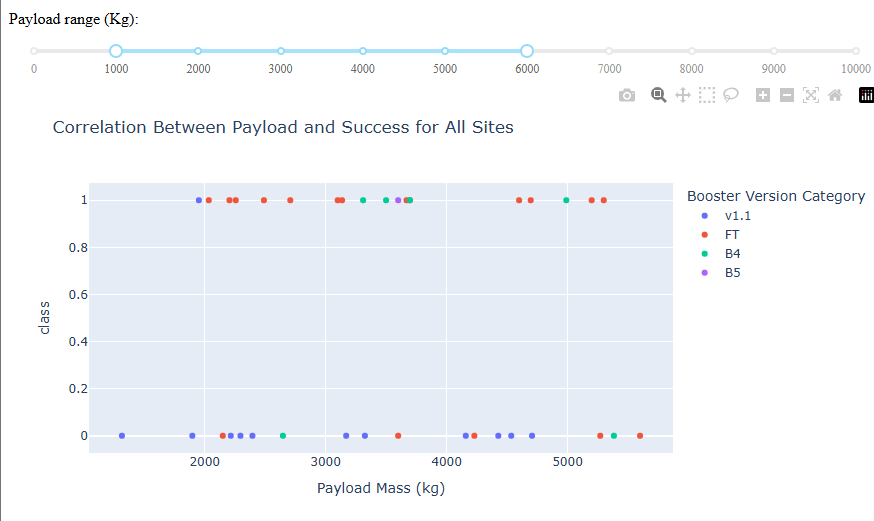 Payload range (Kg):
0 1000 2000 3000 4000 5000 6000 7000 8000 9000 10000
Correlation Between Payload and Success for All Sites
1
0.8
0.6
0.4
0.2
0
class
2000 3000 4000 5000
Payload Mass (kg)
Booster Version Category
v1.1
FT
B4
B5